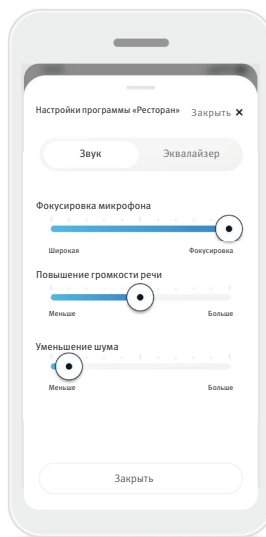 Настройки программы «Ресторан» Закрыть ×
Звук Эквалайзер
Фокусировка микрофона
Широкая Фокусировка
Повышение громкости речи
Меньше Больше
Уменьшение шума
Меньше Больше
Закрыть